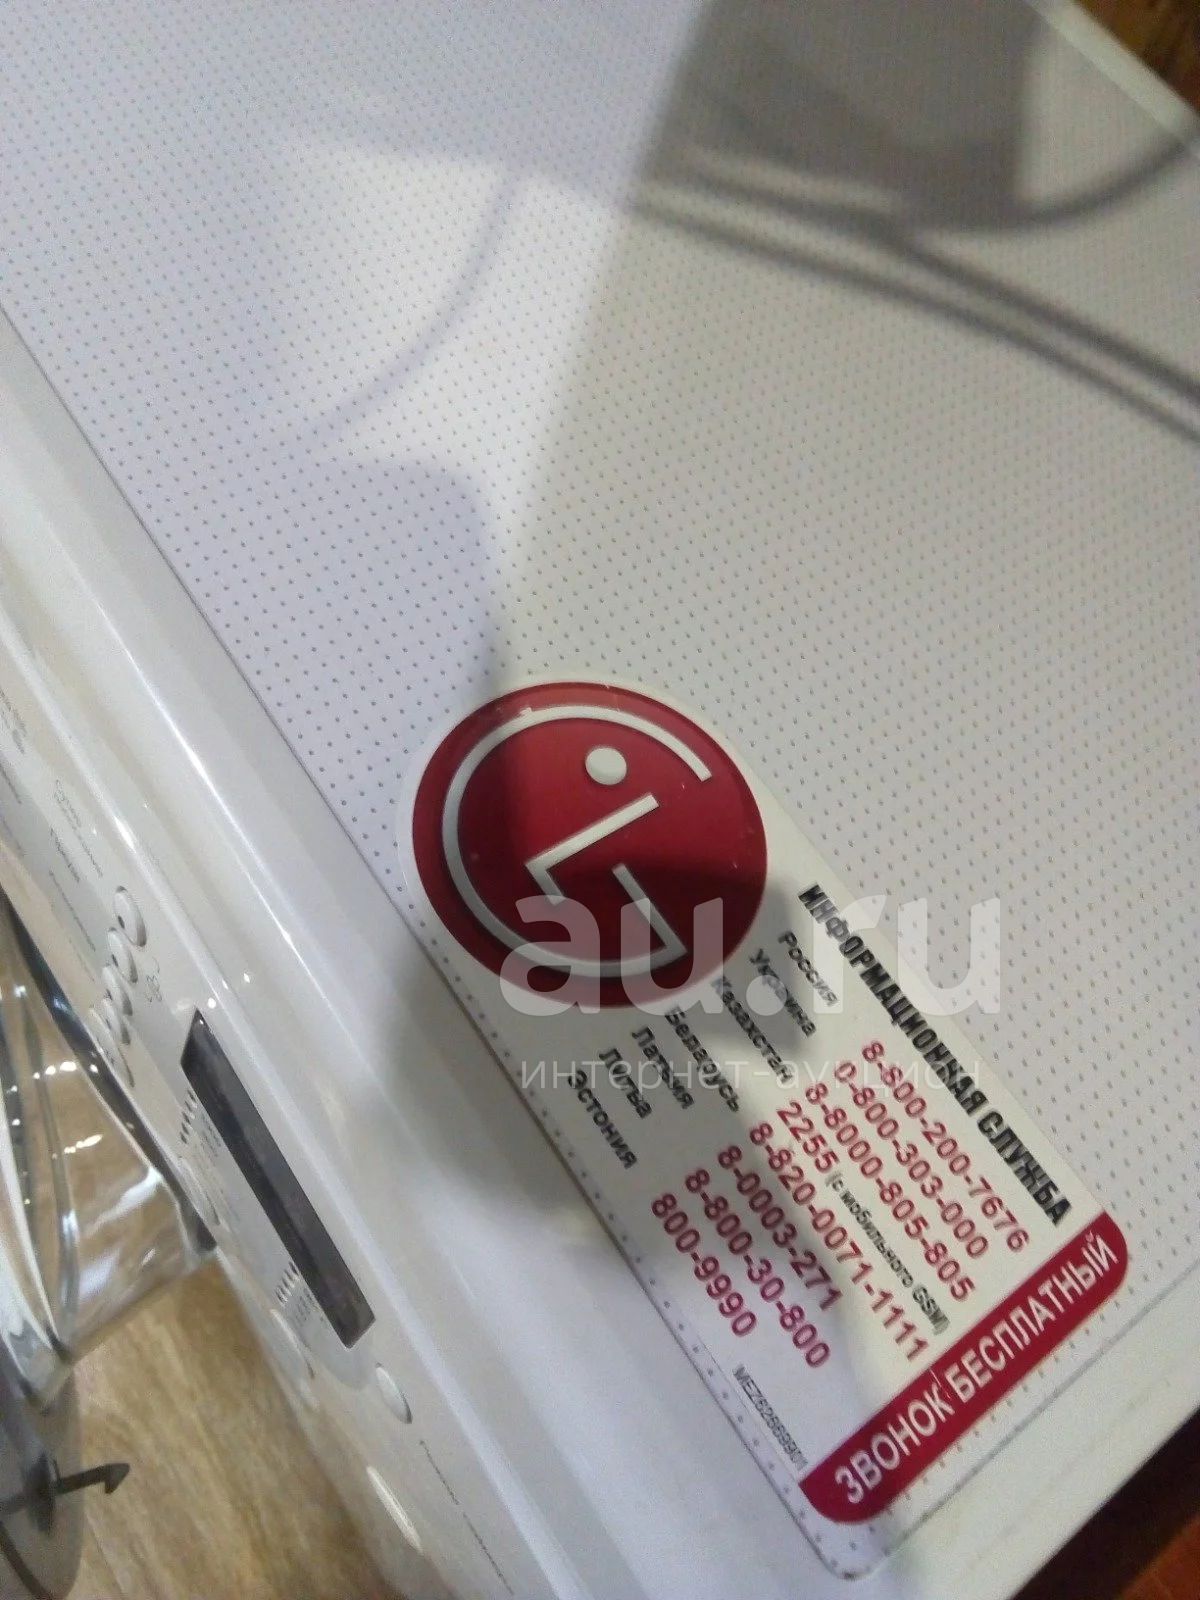 ИНФОРМАЦИОННАЯ СЛУЖБА
Россия 8-800-200-7676
Украина 0-800-303-000
Казахстан 8-8000-805-805
2255 (с мобильного GSM)
Беларусь 8-820-0071-1111
Латвия 8-0003-271
Литва 8-800-30-800
Эстония 800-9990
ЗВОНОК БЕСПЛАТНЫЙ
au.ru
интернет-аукцион